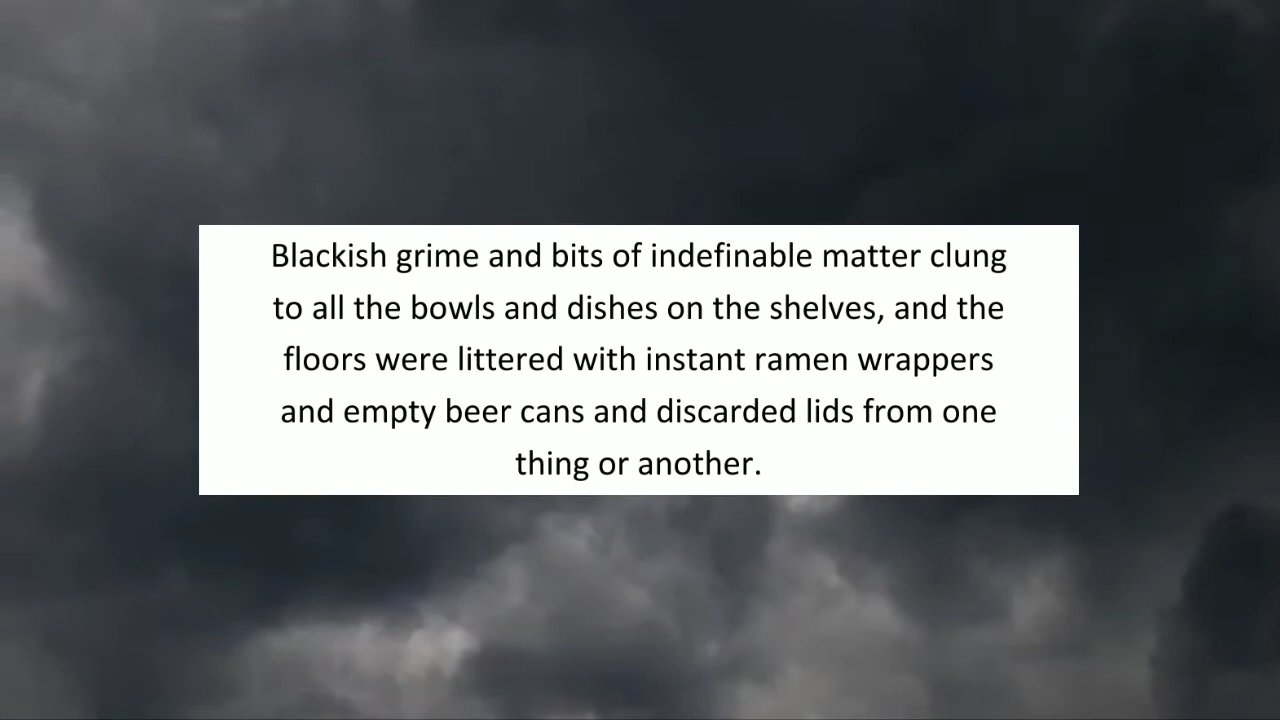 Blackish grime and bits of indefinable matter clung
to all the bowls and dishes on the shelves, and the
floors were littered with instant ramen wrappers
and empty beer cans and discarded lids from one
thing or another.